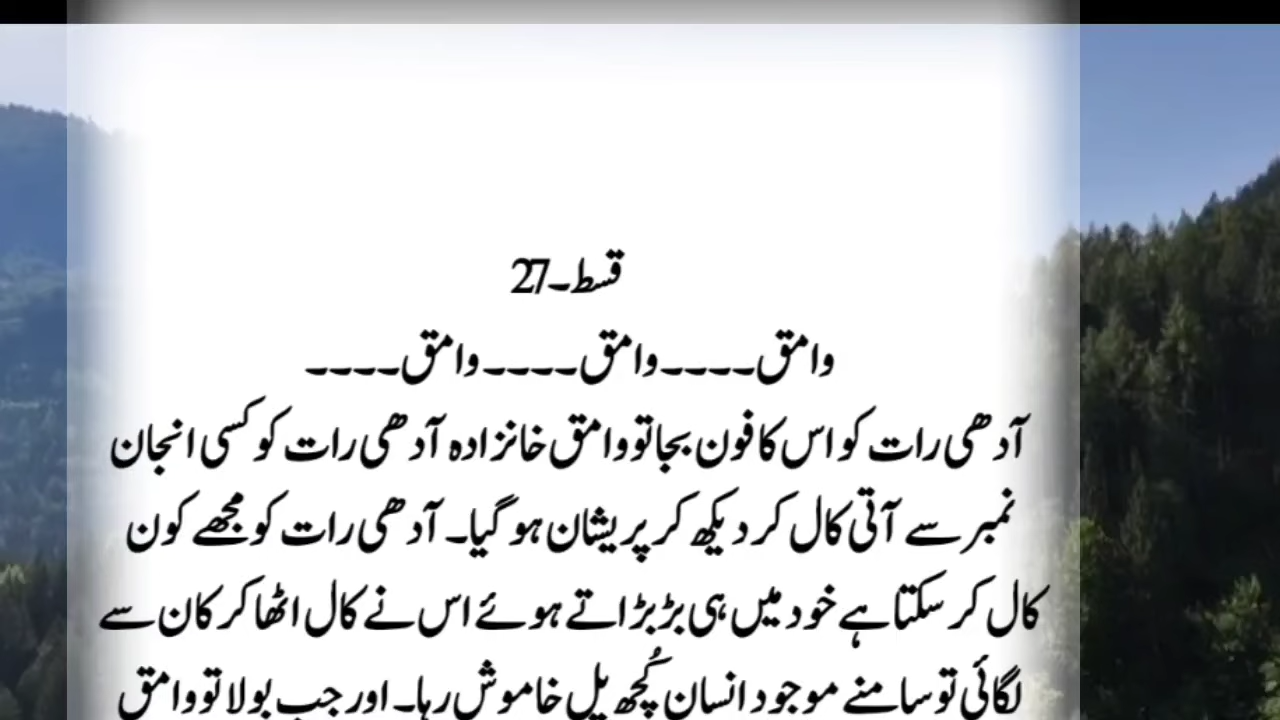 قسط۔27
وامق۔۔۔۔وامق۔۔۔۔وامق۔۔۔۔
آدھی رات کو اس کا فون بجا تو وامق خانزادہ آدھی رات کو کسی انجان
نمبر سے آتی کال کر دیکھ کر پریشان ہو گیا۔ آدھی رات کو مجھے کون
کال کر سکتا ہے خود میں ہی بڑبڑاتے ہوئے اس نے کال اٹھا کر کان سے
لگائی تو سامنے موجود انسان کُچھ پل خاموش رہا۔ اور جب بولا تو وامق